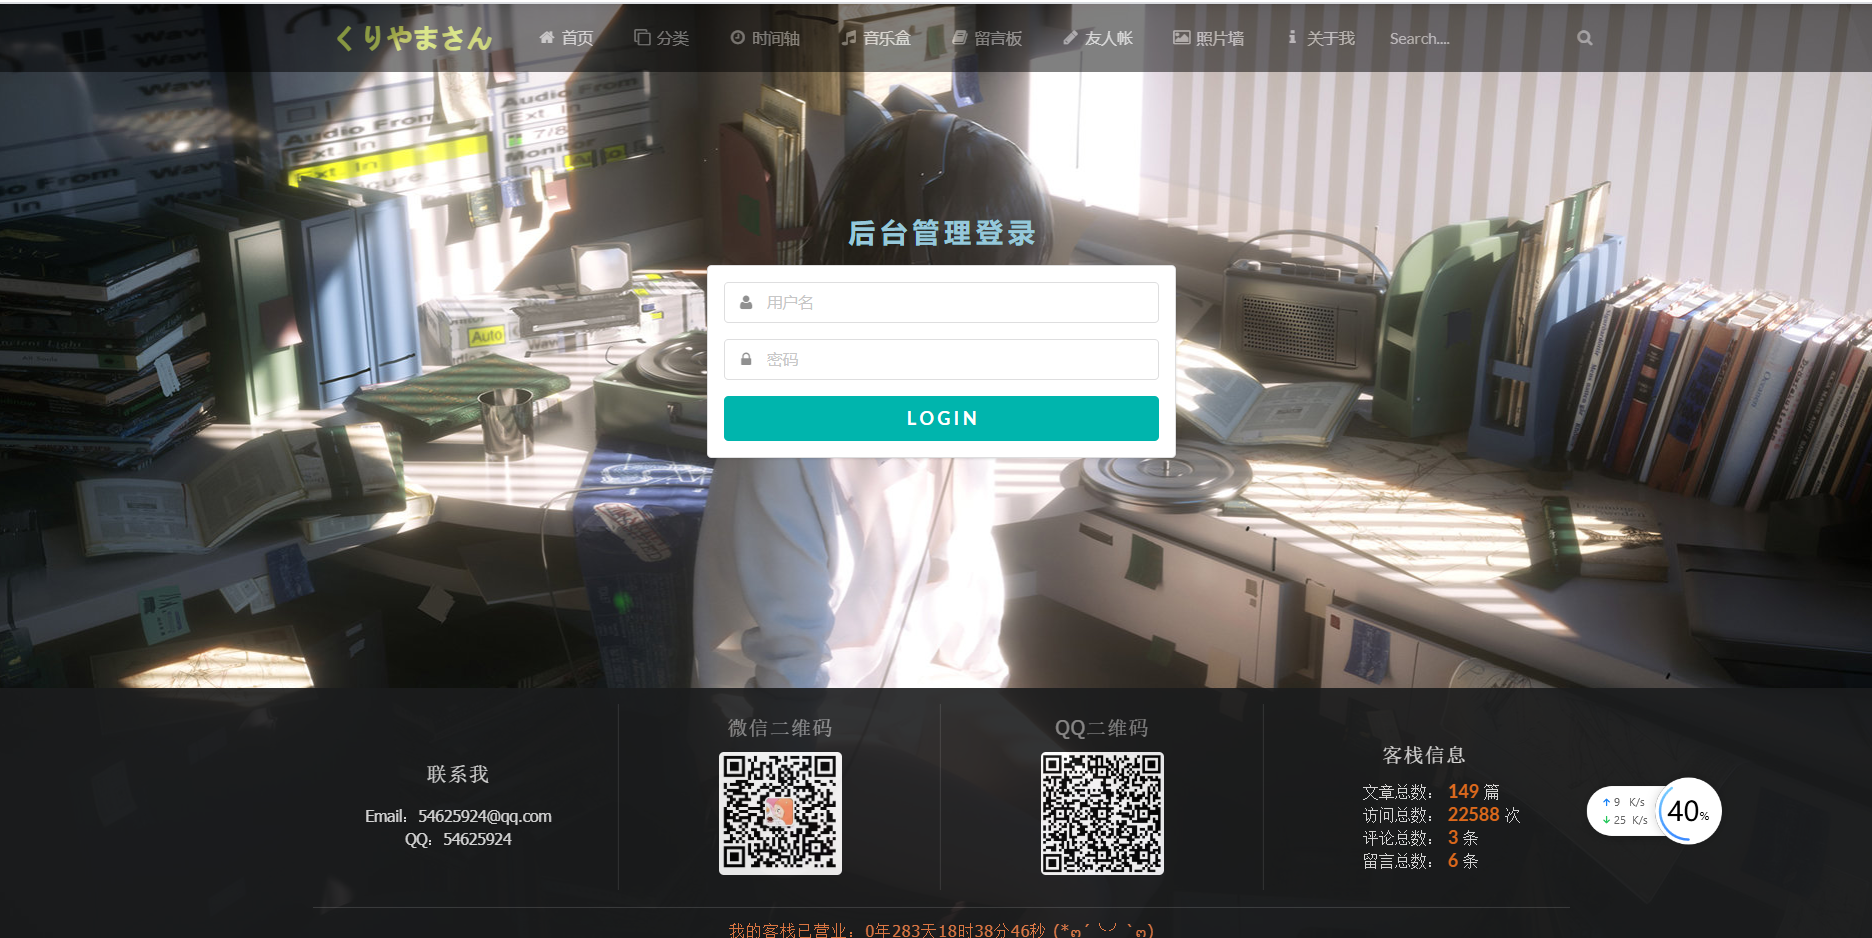 くりやまさん 首页 分类 时间轴 音乐盒 留言板 友人帐 照片墙 关于我 Search....
Audio From
Ext In
7/8
Monitor
Audio From
Ext In
Auto
后台管理登录
用户名
密码
LOGIN
联系我
Email：54625924@qq.com
QQ：54625924
微信二维码
QQ二维码
客栈信息
文章总数： 149 篇
访问总数： 22588 次
评论总数： 3 条
留言总数： 6 条
9 K/s
25 K/s
40%
我的客栈已营业：0年283天18时38分46秒 (*๓´╰╯`๓)